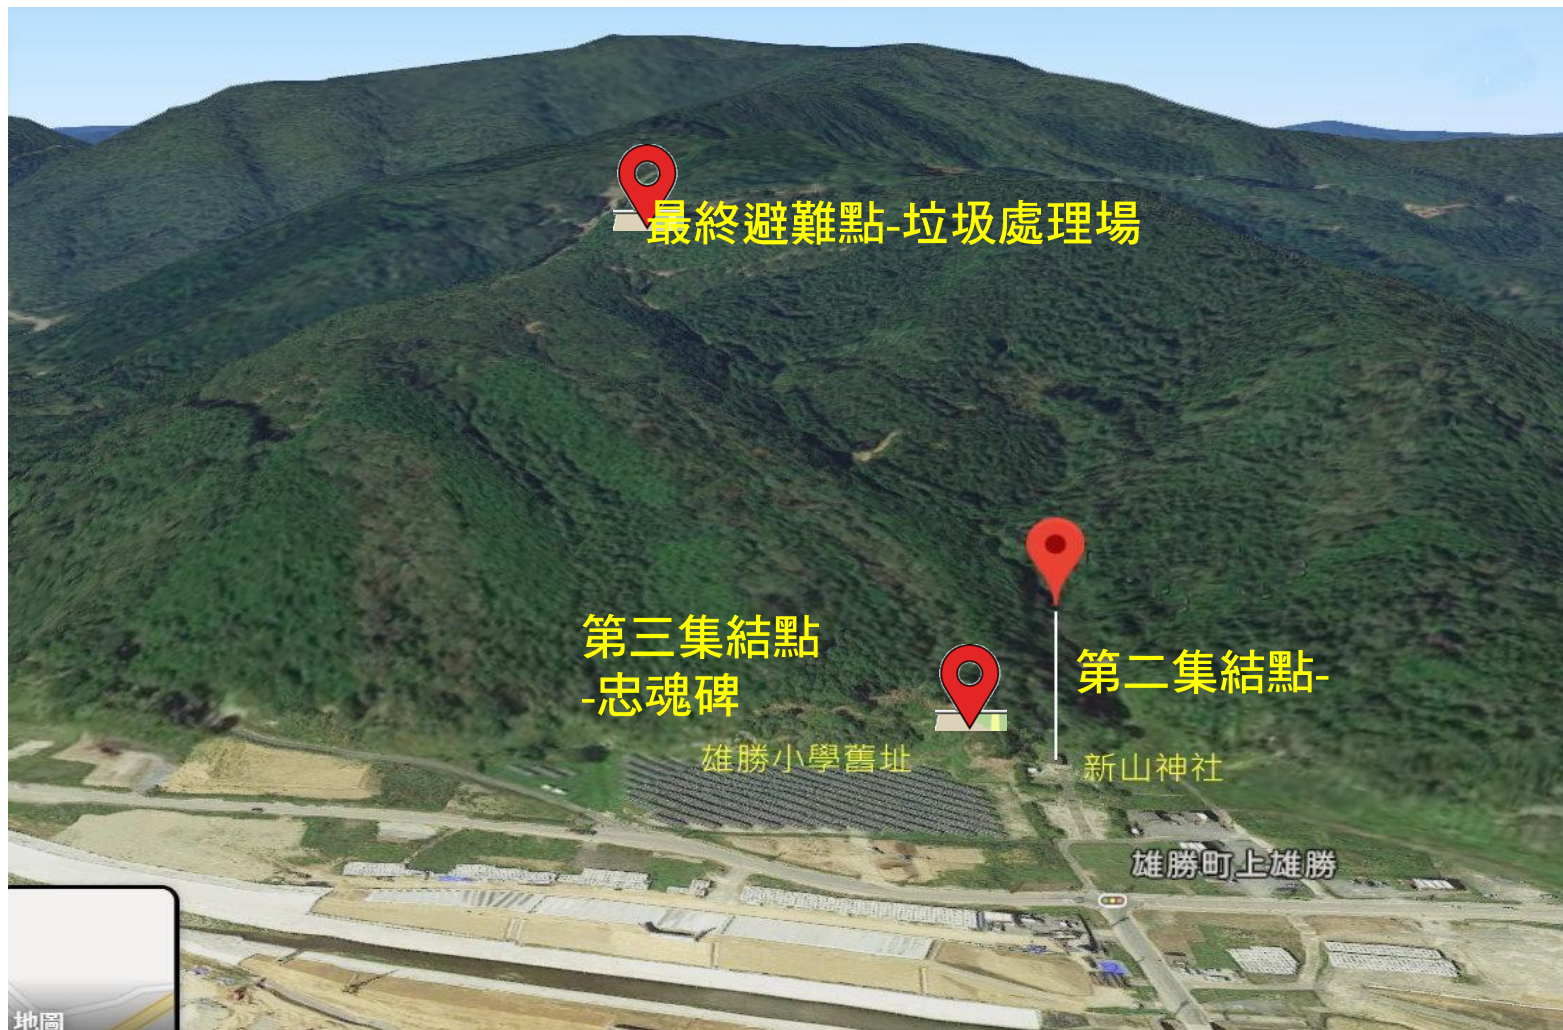 最終避難點-垃圾處理場
第三集結點
-忠魂碑
第二集結點-
雄勝小學舊址
新山神社
雄勝町上雄勝
地圖